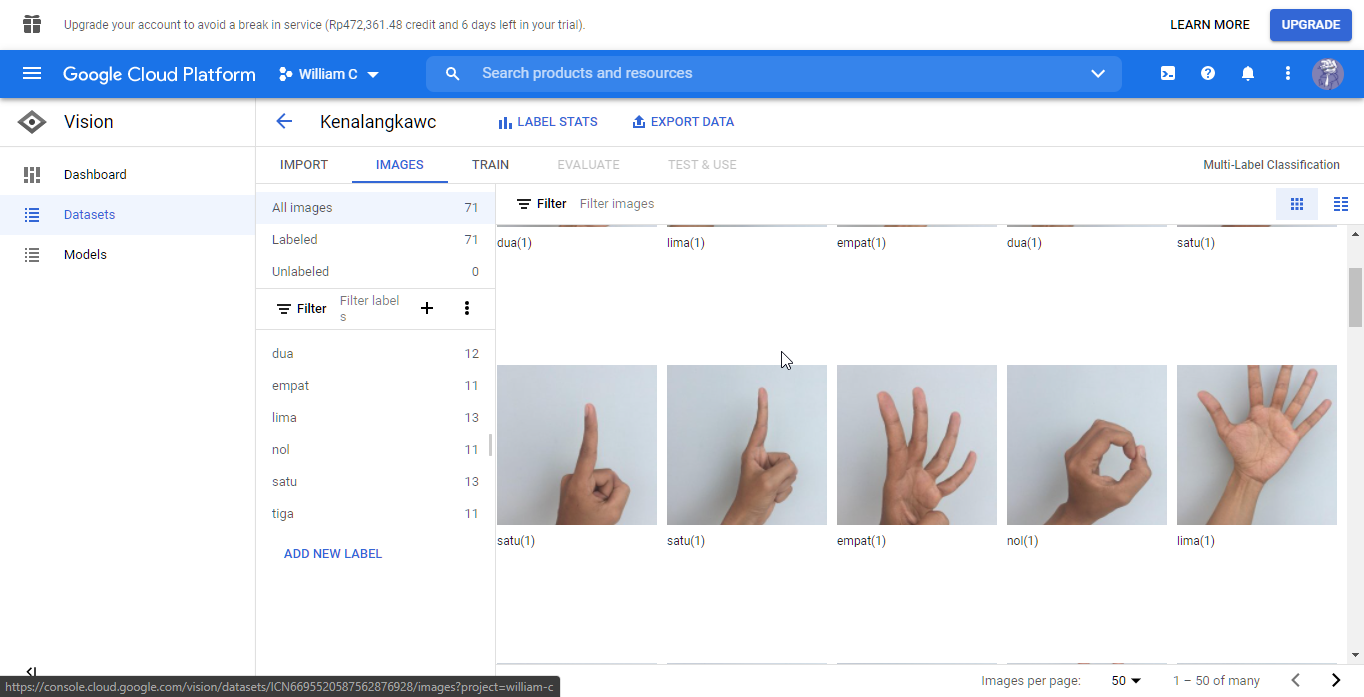 Upgrade your account to avoid a break in service (Rp472,361.48 credit and 6 days left in your trial).
LEARN MORE
UPGRADE
Google Cloud Platform
William C
Search products and resources
Vision
Kenalangkawc
LABEL STATS
EXPORT DATA
Dashboard
Datasets
Models
IMPORT
IMAGES
TRAIN
EVALUATE
TEST & USE
Multi-Label Classification
All images 71
Labeled 71
Unlabeled 0
Filter
Filter label
s
dua 12
empat 11
lima 13
nol 11
satu 13
tiga 11
ADD NEW LABEL
Filter
Filter images
dua(1)
lima(1)
empat(1)
dua(1)
satu(1)
satu(1)
satu(1)
empat(1)
nol(1)
lima(1)
Images per page:
50
1 – 50 of many
https://console.cloud.google.com/vision/datasets/ICN6695520587562876928/images?project=william-c